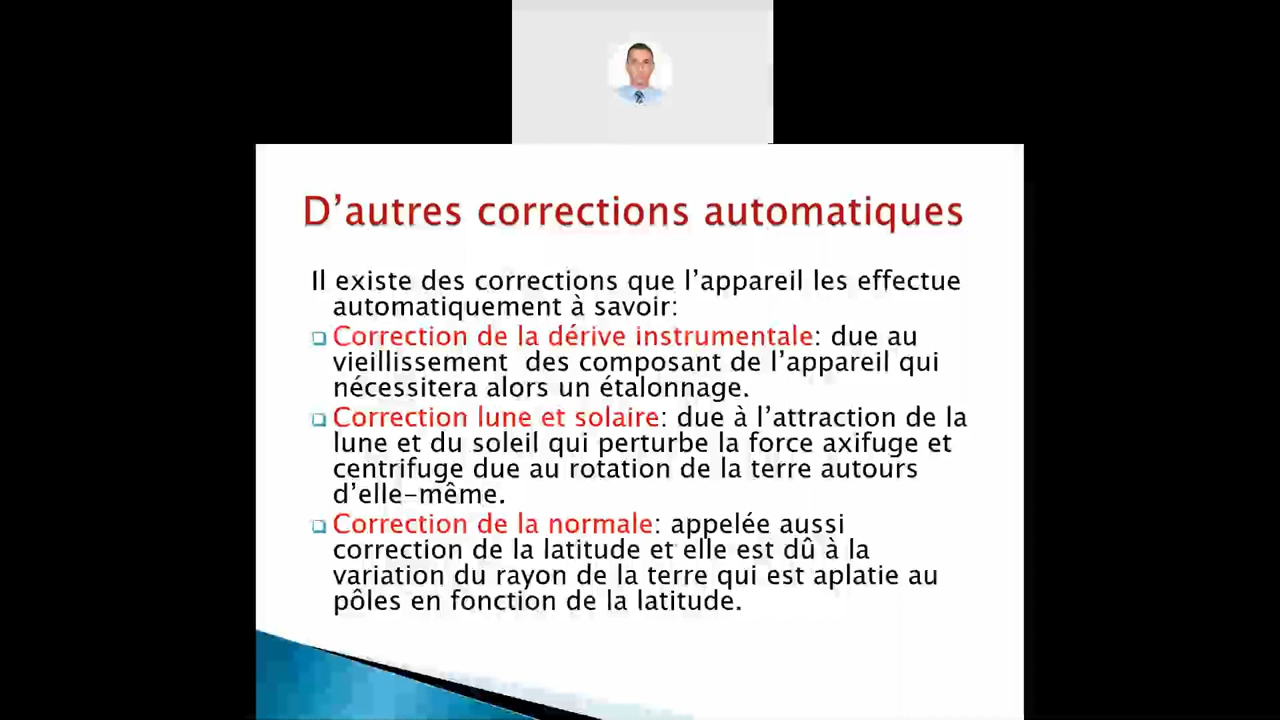 D’autres corrections automatiques
Il existe des corrections que l’appareil les effectue
automatiquement à savoir:
Correction de la dérive instrumentale: due au
vieillissement des composant de l’appareil qui
nécessitera alors un étalonnage.
Correction lune et solaire: due à l’attraction de la
lune et du soleil qui perturbe la force axifuge et
centrifuge due au rotation de la terre autours
d’elle-même.
Correction de la normale: appelée aussi
correction de la latitude et elle est dû à la
variation du rayon de la terre qui est aplatie au
pôles en fonction de la latitude.